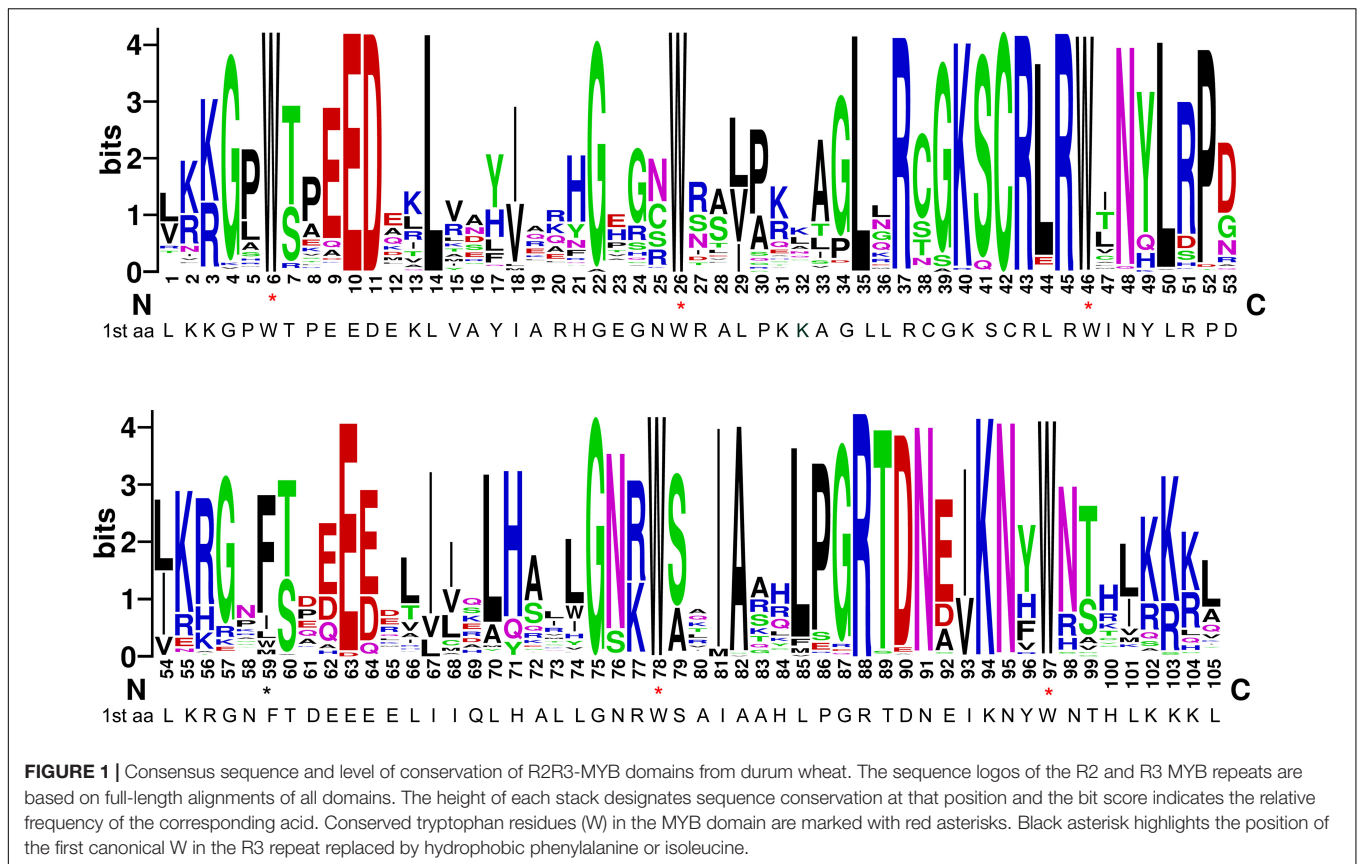 4
3
2
1
0
bits
1 2 3 4 5 6 7 8 9 10 11 12 13 14 15 16 17 18 19 20 21 22 23 24 25 26 27 28 29 30 31 32 33 34 35 36 37 38 39 40 41 42 43 44 45 46 47 48 49 50 51 52 53
N * * * C
1st aa L K K G P W T P E E D E K L V A Y I A R H G E G N W R A L P K K A G L L R C G K S C R L R W I N Y L R P D
4
3
2
1
0
bits
54 55 56 57 58 59 60 61 62 63 64 65 66 67 68 69 70 71 72 73 74 75 76 77 78 79 80 81 82 83 84 85 86 87 88 89 90 91 92 93 94 95 96 97 98 99 100 101 102 103 104 105
N * * * C
1st aa L K R G N F T D E E E E L I I Q L H A L L G N R W S A I A A H L P G R T D N E I K N Y W N T H L K K K L
FIGURE 1 | Consensus sequence and level of conservation of R2R3-MYB domains from durum wheat. The sequence logos of the R2 and R3 MYB repeats are
based on full-length alignments of all domains. The height of each stack designates sequence conservation at that position and the bit score indicates the relative
frequency of the corresponding acid. Conserved tryptophan residues (W) in the MYB domain are marked with red asterisks. Black asterisk highlights the position of
the first canonical W in the R3 repeat replaced by hydrophobic phenylalanine or isoleucine.